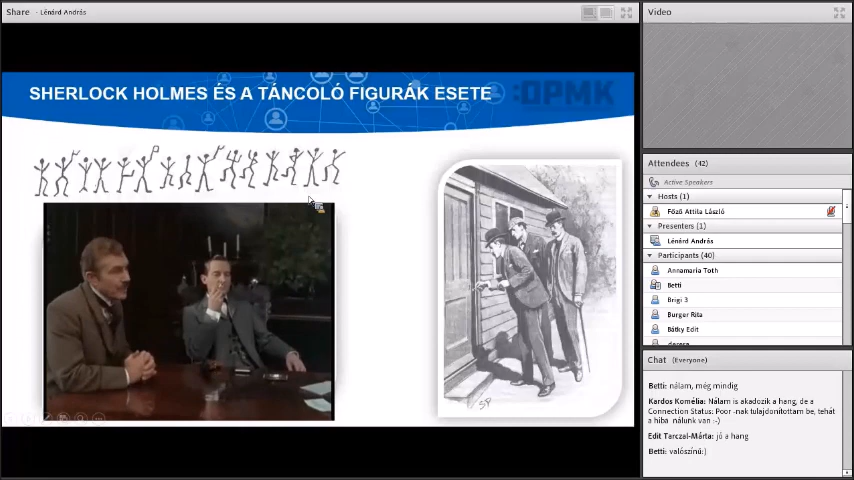 Share - Lénárd András
SHERLOCK HOLMES ÉS A TÁNCOLÓ FIGURÁK ESETE
:OPMK
SP
Video
Attendees (42)
Active Speakers
Hosts (1)
Főző Attila László
Presenters (1)
Lénárd András
Participants (40)
Annamaria Toth
Betti
Brigi 3
Burger Rita
Bátky Edit
Chat (Everyone)
Betti: nálam, még mindig
Kardos Kornélia: Nálam is akadozik a hang, de a
Connection Status: Poor -nak tulajdonítottam be, tehát
a hiba nálunk van :-)
Edit Tarczal-Márta: jó a hang
Betti: valószínű:)